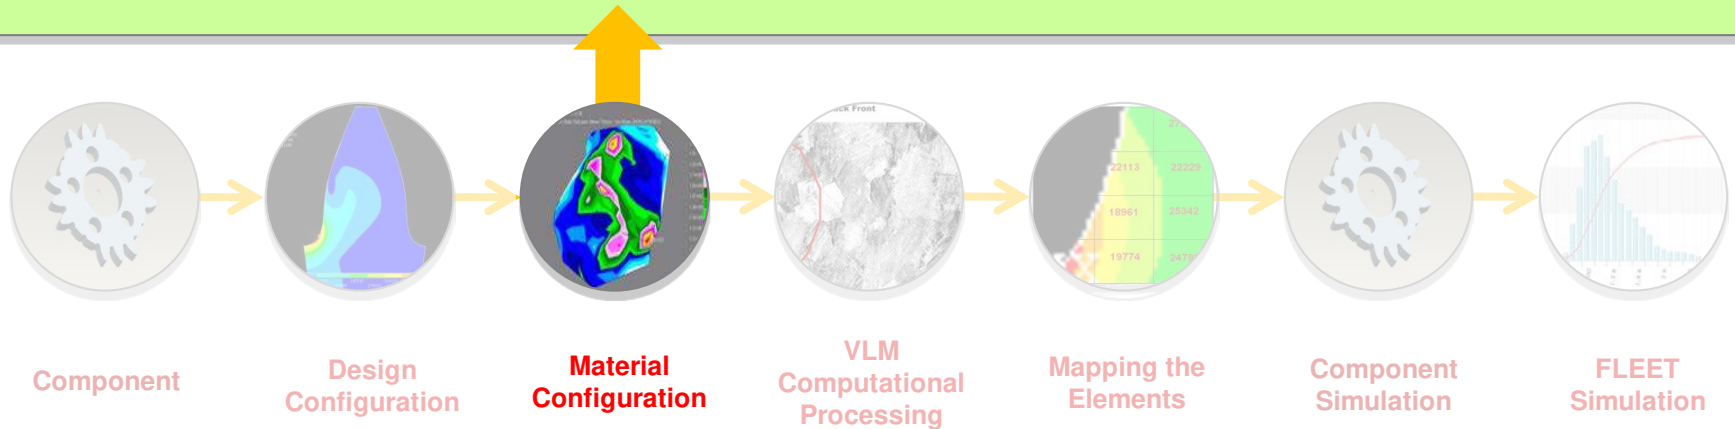 ck Front
22113
22229
18961
25342
19774
Component
Design
Configuration
Material
Configuration
VLM
Computational
Processing
Mapping the
Elements
Component
Simulation
FLEET
Simulation